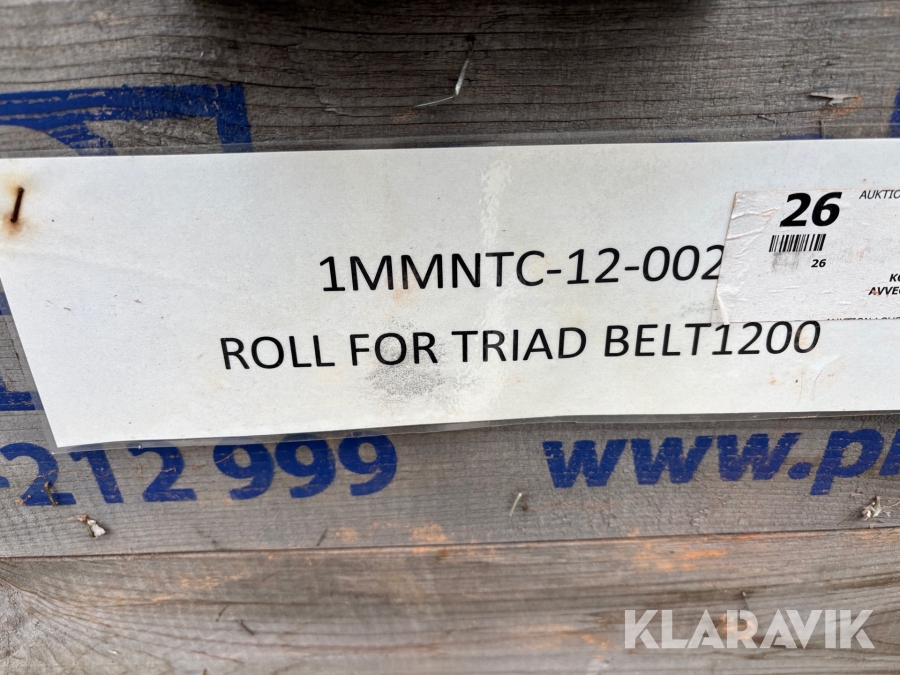 26
26
1MMNTC-12-002
ROLL FOR TRIAD BELT1200
212 999
www.p
KLARAVIK